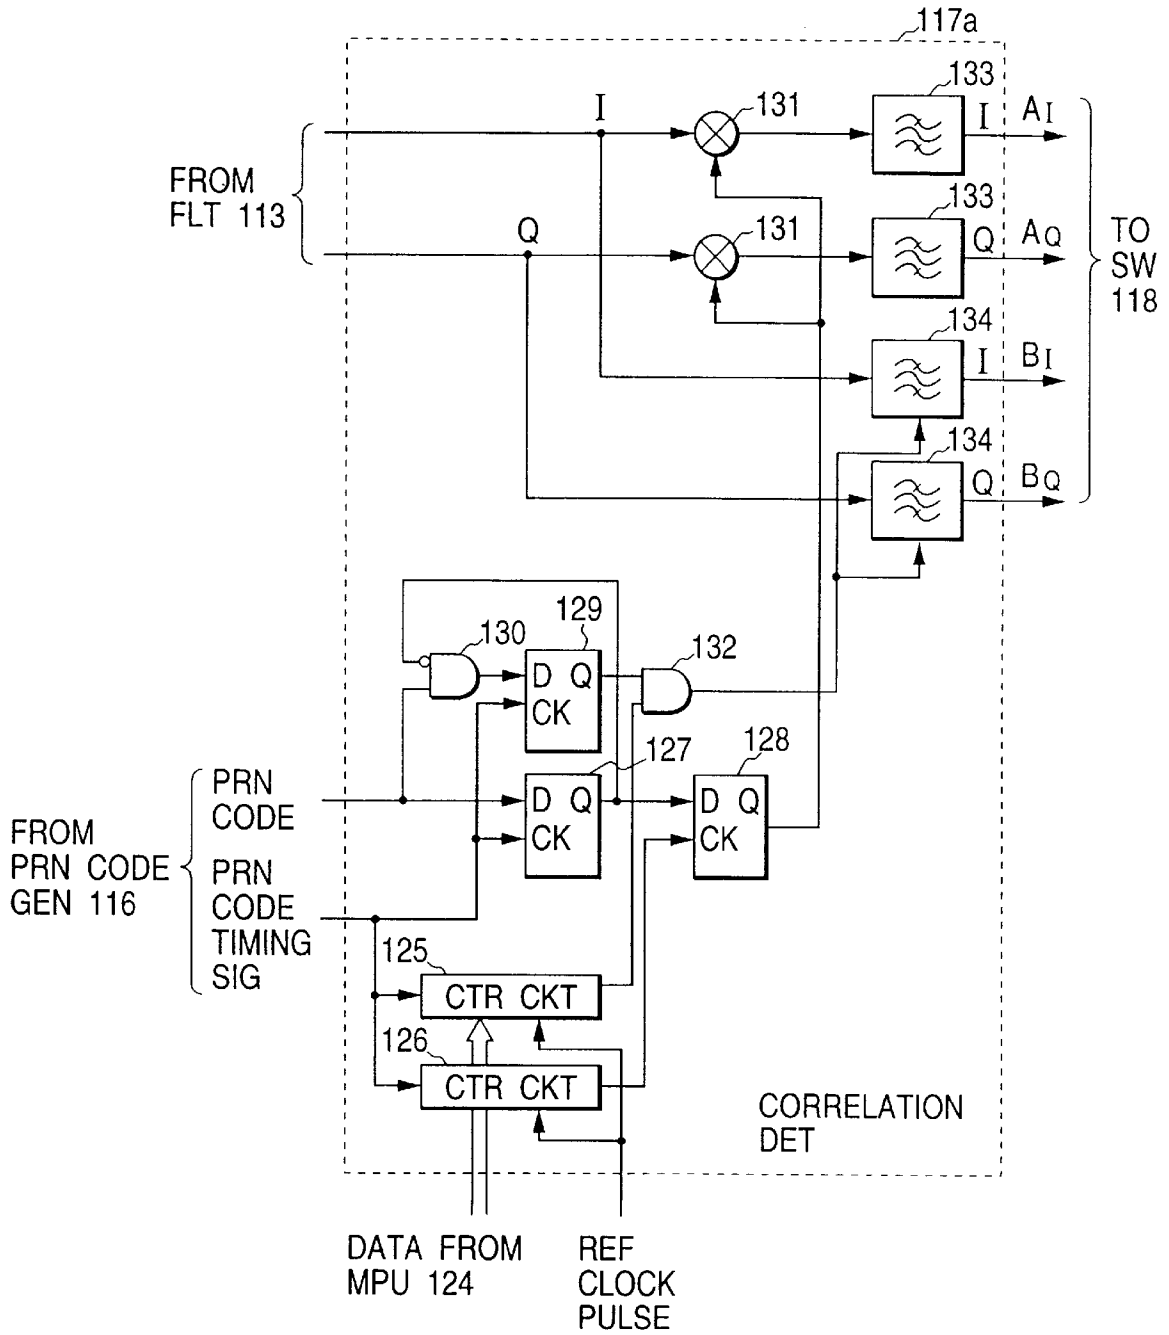 117a
133
I
131
I
AI
FROM
FLT 113
133
Q
131
Q
AQ
TO
SW
118
134
I
BI
134
Q
BQ
130
129
132
D Q
CK
127
128
PRN
CODE
D Q
CK
D Q
CK
FROM
PRN CODE
GEN 116
PRN
CODE
TIMING
SIG
125
CTR CKT
126
CTR CKT
CORRELATION
DET
DATA FROM
MPU 124
REF
CLOCK
PULSE